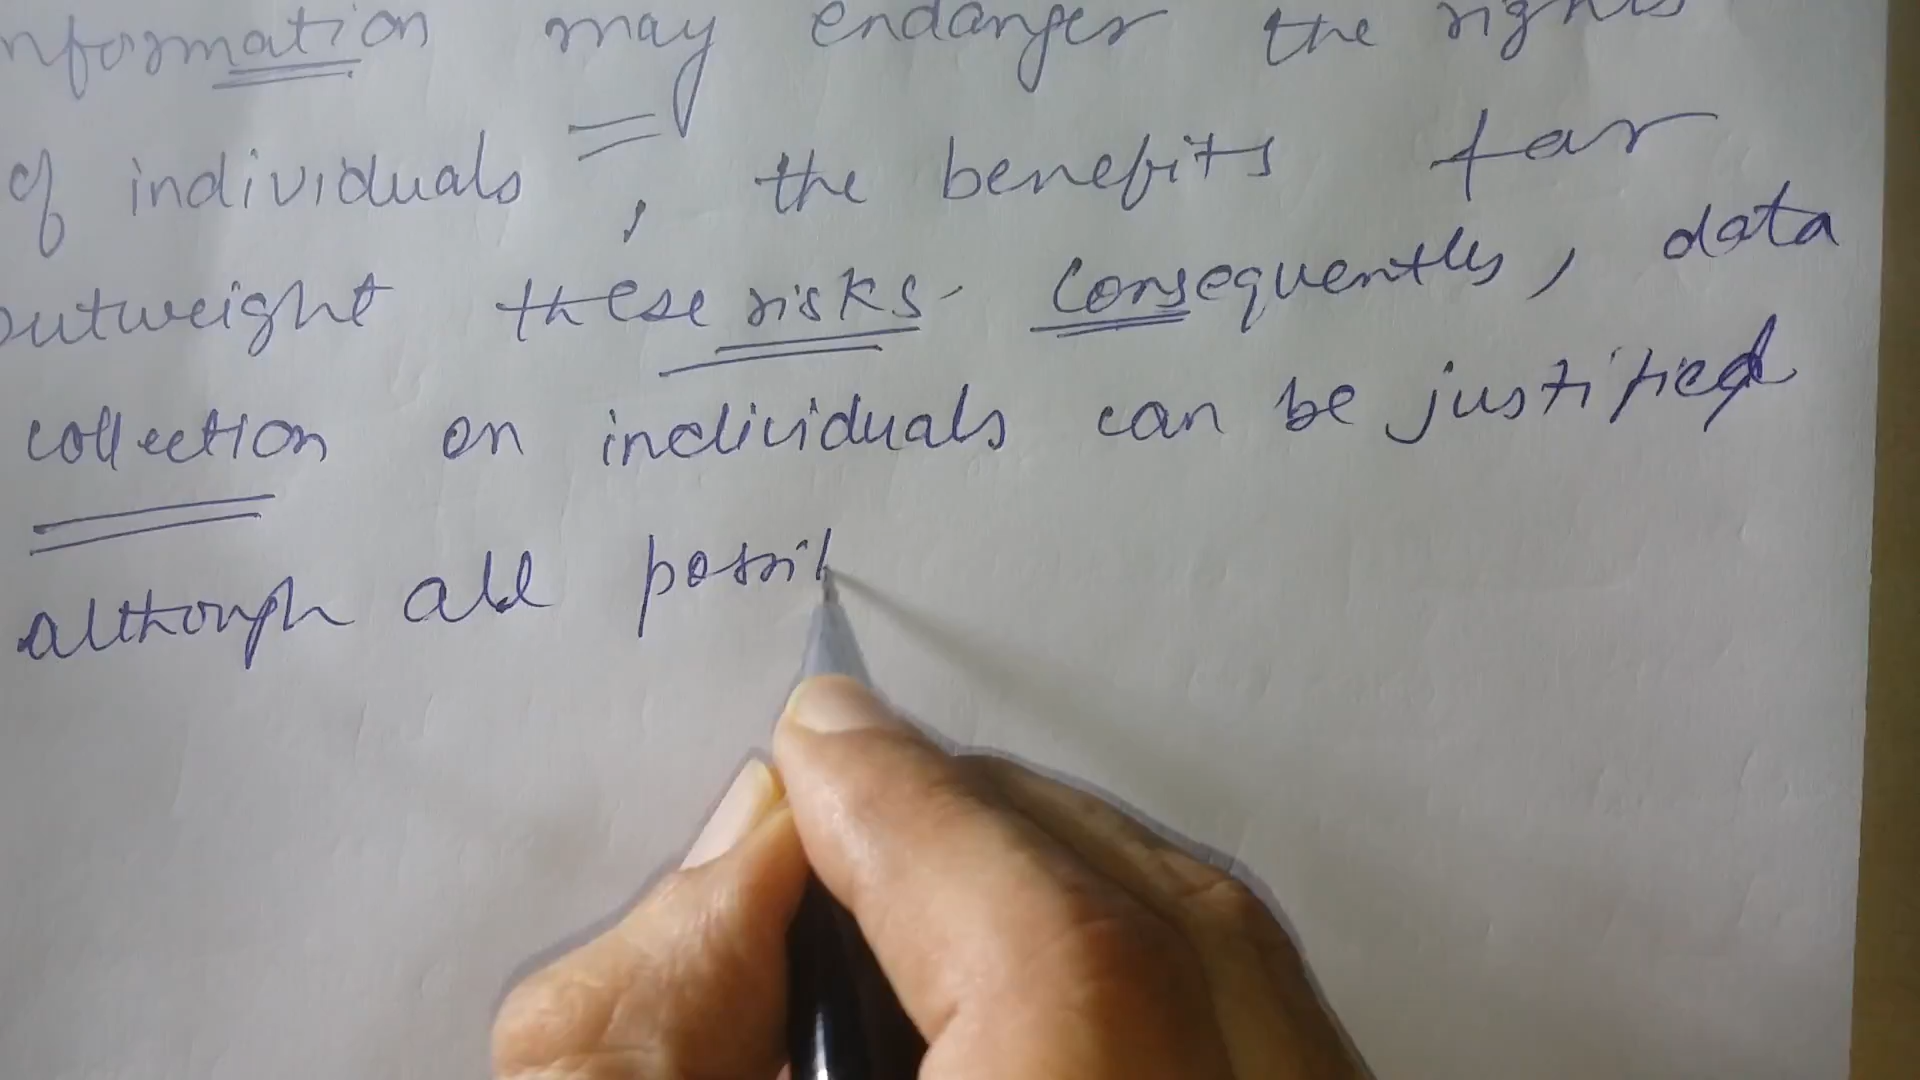 nformation may endanger the rights
of individuals, the benefits far
outweight these risks. Consequently, data
collection on individuals can be justified
although all possib